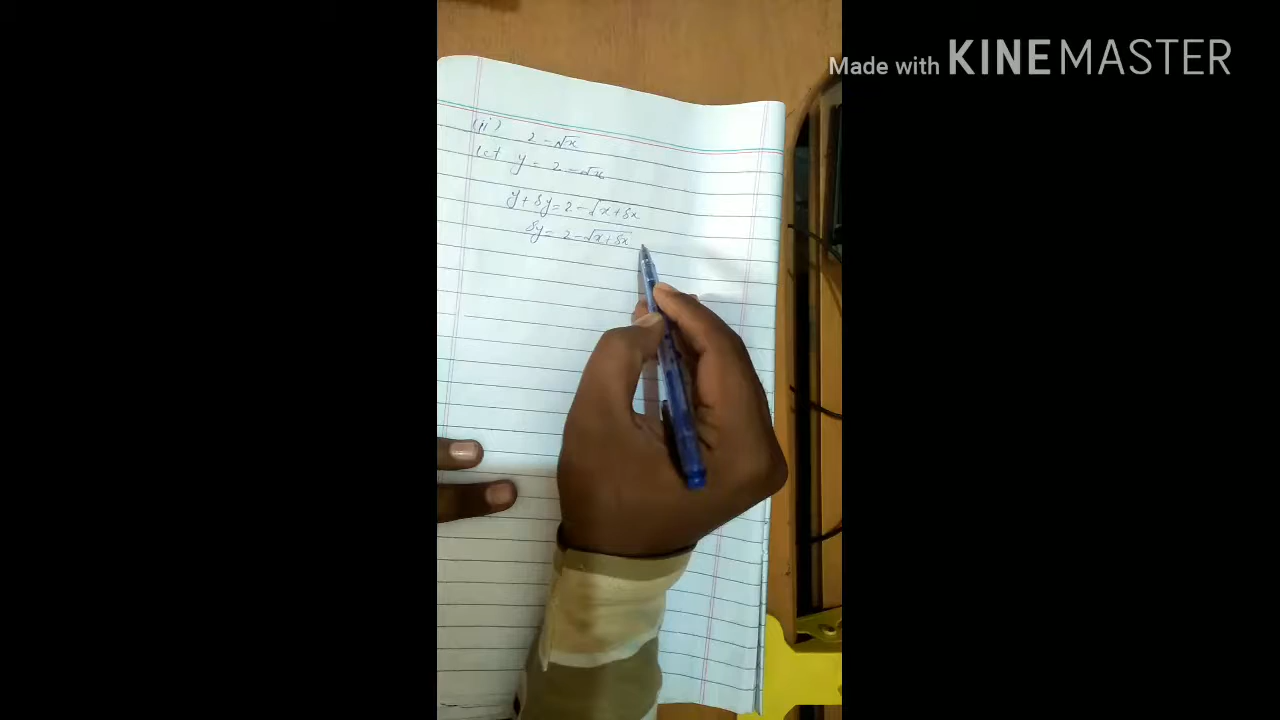 Made with KINEMASTER
(ii) 2 - √x
let y = 2 - √x
y + δy = 2 - √x + δx
δy = 2 - √x + δx